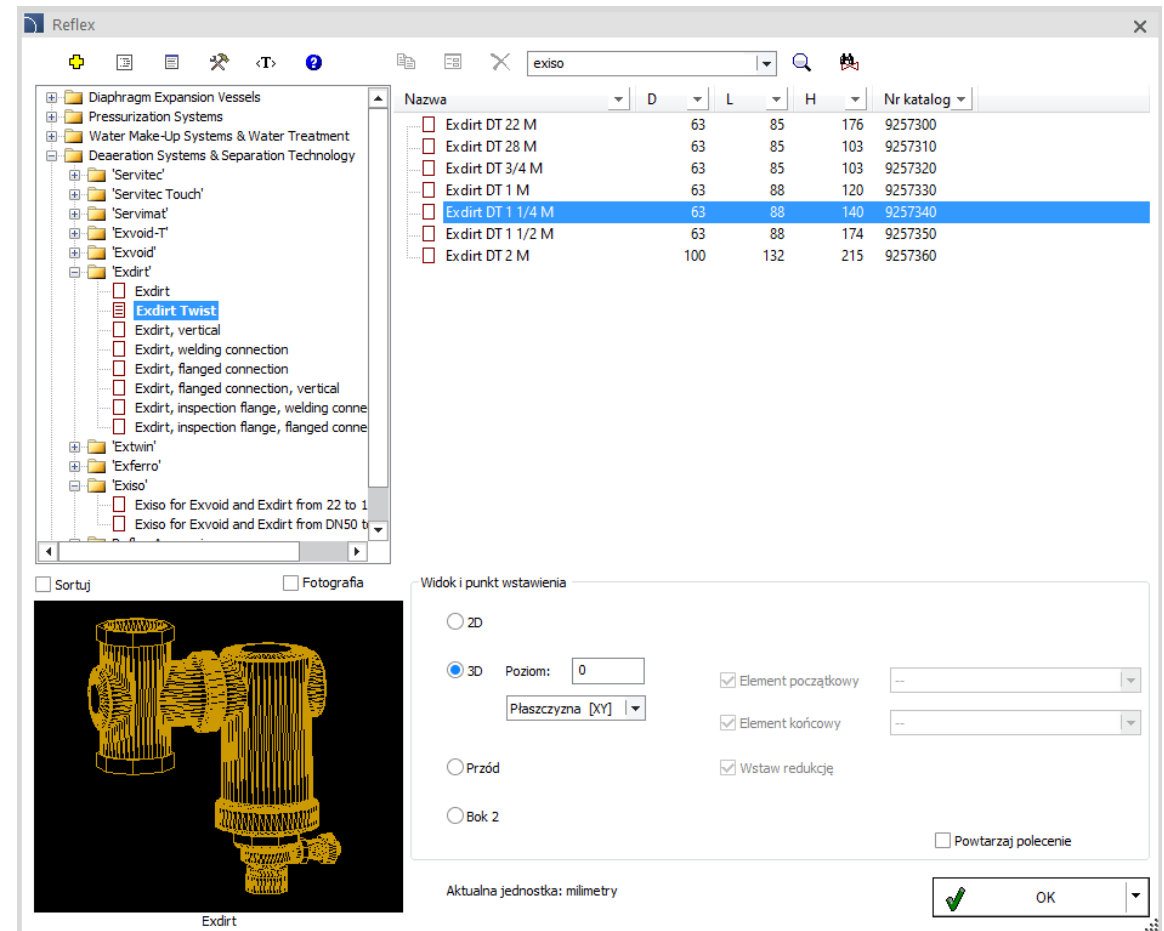 Reflex
<T>
exiso
Diaphragm Expansion Vessels
Pressurization Systems
Water Make-Up Systems & Water Treatment
Deaeration Systems & Separation Technology
'Servitec'
'Servitec Touch'
'Servimat'
'Exvoid-T'
'Exvoid'
'Exdirt'
Exdirt
Exdirt Twist
Exdirt, vertical
Exdirt, welding connection
Exdirt, flanged connection
Exdirt, flanged connection, vertical
Exdirt, inspection flange, welding conne
Exdirt, inspection flange, flanged conne
'Extwin'
'Exferro'
'Exiso'
Exiso for Exvoid and Exdirt from 22 to 1
Exiso for Exvoid and Exdirt from DN50 t
Nazwa D L H Nr katalog
Exdirt DT 22 M 63 85 176 9257300
Exdirt DT 28 M 63 85 103 9257310
Exdirt DT 3/4 M 63 85 103 9257320
Exdirt DT 1 M 63 88 120 9257330
Exdirt DT 1 1/4 M 63 88 140 9257340
Exdirt DT 1 1/2 M 63 88 174 9257350
Exdirt DT 2 M 100 132 215 9257360
Sortuj
Fotografia
Exdirt
Widok i punkt wstawienia
2D
3D Poziom: 0
Płaszczyzna [XY]
Przód
Bok 2
Element początkowy --
Element końcowy --
Wstaw redukcję
Powtarzaj polecenie
Aktualna jednostka: milimetry
OK